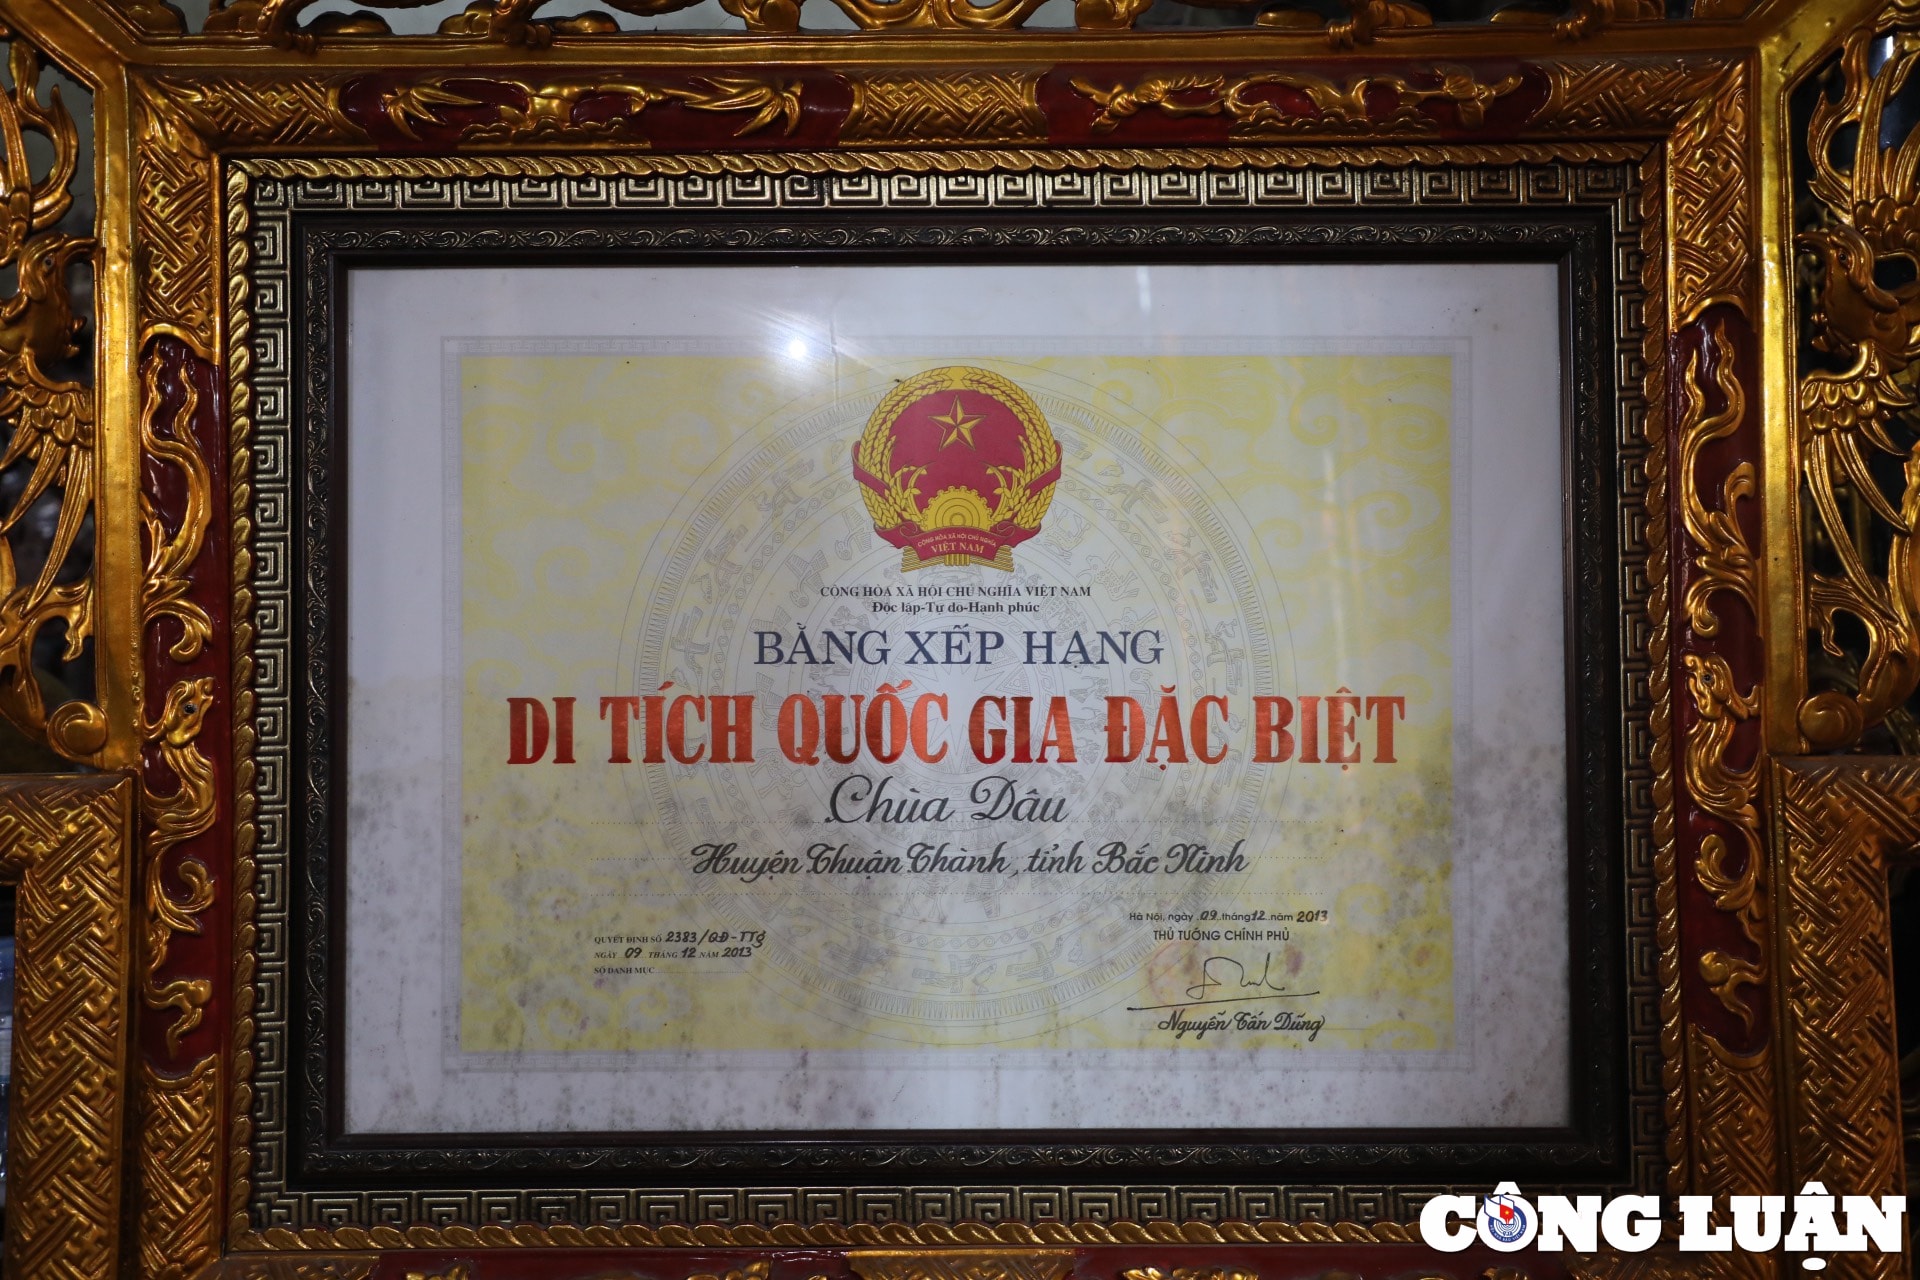 CỘNG HÒA XÃ HỘI CHỦ NGHĨA
VIỆT NAM
CỘNG HÒA XÃ HỘI CHỦ NGHĨA VIỆT NAM
Độc lập-Tự do-Hạnh phúc
BẰNG XẾP HẠNG
DI TÍCH QUỐC GIA ĐẶC BIỆT
Chùa Dâu
Huyện Thuận Thành, tỉnh Bắc Ninh
Hà Nội, ngày 09 tháng 12 năm 2013
THỦ TƯỚNG CHÍNH PHỦ
QUYẾT ĐỊNH SỐ 2383/QĐ-TTg
NGÀY 09 THÁNG 12 NĂM 2013
SỐ DANH MỤC
Nguyễn Tấn Dũng
CÔNG LUẬN